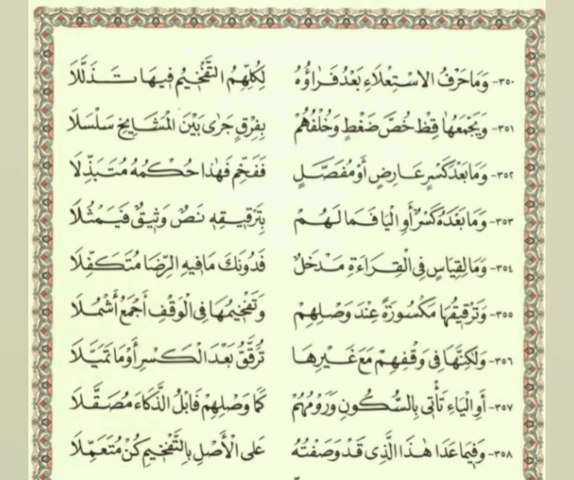 ٣٥٠- وَمَا حَرْفُ الِاسْتِعْلَاءِ بَعْدُ فَرَاؤُهُ لِكُلِّهِمُ التَّفْخِيمُ فِيهَا تَذَلَّلَا
٣٥١- وَيَجْمَعُهَا قِظْ خُصَّ ضَغْطٍ وَخُلْفُهُمْ بِفِرْقٍ جَرَى بَيْنَ الْمَشَايِخِ سَلْسَلَا
٣٥٢- وَمَا بَعْدَ كَسْرٍ عَارِضٍ أَوْ مُفَصَّلٍ فَفَخِّمْ فَهَٰذَا حُكْمُهُ مُتَبَذِّلَا
٣٥٣- وَمَا بَعْدَهُ كَسْرٌ أَوِ الْيَا فَمَا لَهُمْ بِتَرْقِيقِهِ نَصٌّ وَثِيقٌ فَيَمْثُلَا
٣٥٤- وَمَا لِقِيَاسٍ فِي الْقِرَاءَةِ مَدْخَلٌ فَدُونَكَ مَا فِيهِ الرِّضَا مُتَكَفِّلَا
٣٥٥- وَتَرْقِيقُهَا مَكْسُورَةً عِنْدَ وَصْلِهِمْ وَتَفْخِيمُهَا فِي الْوَقْفِ أَجْمَعُ أَشْمُلَا
٣٥٦- وَلَٰكِنَّهَا فِي وَقْفِهِمْ مَعَ غَيْرِهَا تُرَقَّقُ بَعْدَ الْكَسْرِ أَوْ مَا تَمَيَّلَا
٣٥٧- أَوِ الْيَاءِ تَأْتِي بِالسُّكُونِ وَرَوْمُهُمْ كَمَا وَصْلِهِمْ فَابْلُ الذَّكَاءَ مُصَقَّلَا
٣٥٨- وَفِيمَا عَدَا هَٰذَا الَّذِي قَدْ وَصَفْتُهُ عَلَى الْأَصْلِ بِالتَّفْخِيمِ كُنْ مُتَعَمِّلَا